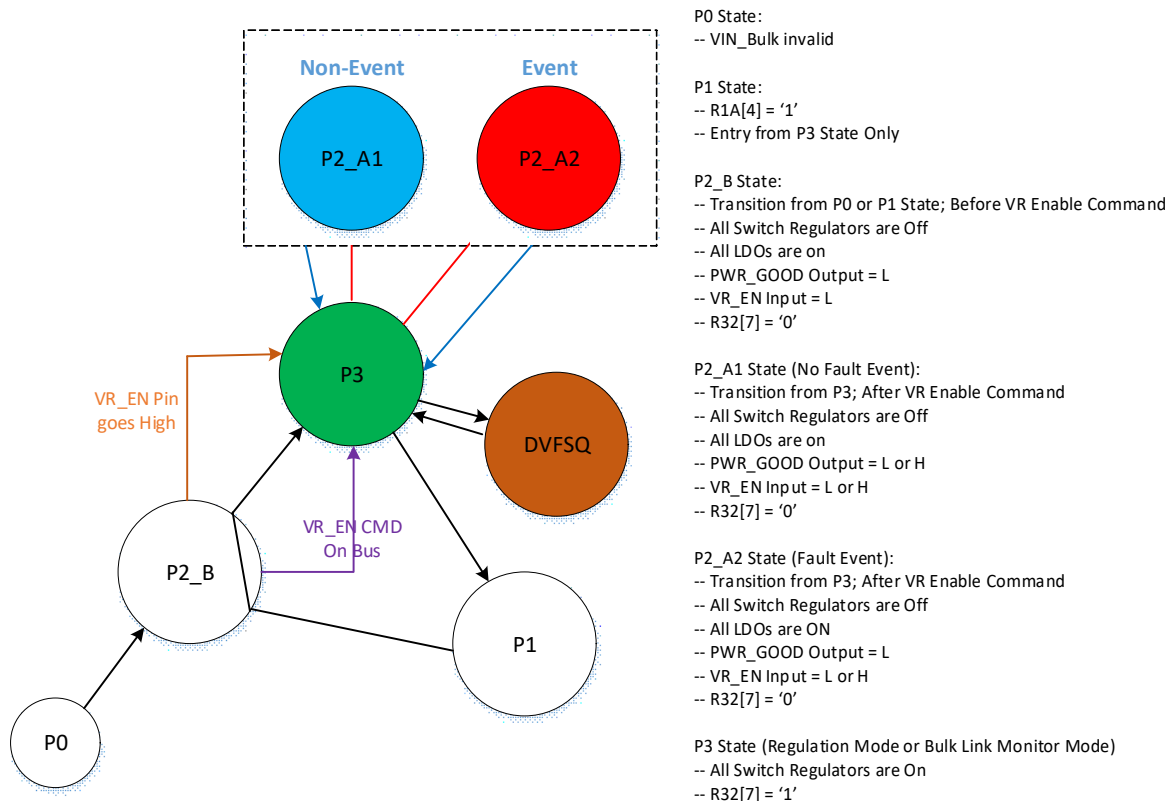 Non-Event
Event
P2_A1
P2_A2
P3
VR_EN Pin
goes High
DVFSQ
VR_EN CMD
On Bus
P2_B
P1
P0
P0 State:
-- VIN_Bulk invalid
P1 State:
-- R1A[4] = ‘1’
-- Entry from P3 State Only
P2_B State:
-- Transition from P0 or P1 State; Before VR Enable Command
-- All Switch Regulators are Off
-- All LDOs are on
-- PWR_GOOD Output = L
-- VR_EN Input = L
-- R32[7] = ‘0’
P2_A1 State (No Fault Event):
-- Transition from P3; After VR Enable Command
-- All Switch Regulators are Off
-- All LDOs are on
-- PWR_GOOD Output = L or H
-- VR_EN Input = L or H
-- R32[7] = ‘0’
P2_A2 State (Fault Event):
-- Transition from P3; After VR Enable Command
-- All Switch Regulators are Off
-- All LDOs are ON
-- PWR_GOOD Output = L
-- VR_EN Input = L or H
-- R32[7] = ‘0’
P3 State (Regulation Mode or Bulk Link Monitor Mode)
-- All Switch Regulators are On
-- R32[7] = ‘1’